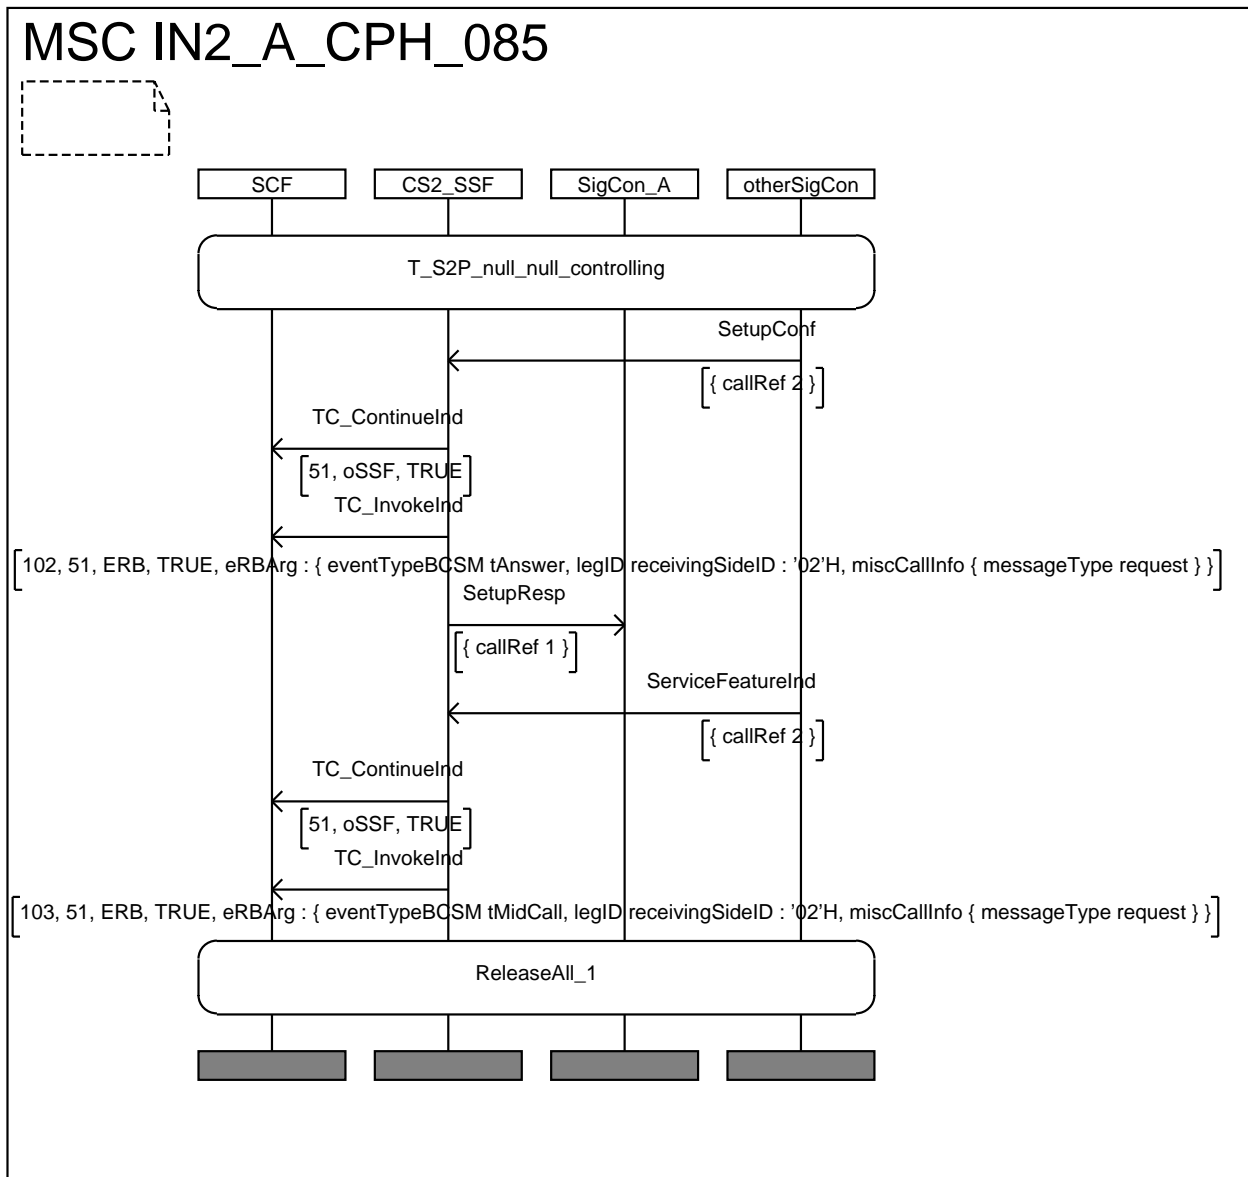 MSC IN2_A_CPH_085
SCF CS2_SSF SigCon_A otherSigCon
T_S2P_null_null_controlling
SetupConf
{ callRef 2 }
TC_ContinueInd
51, oSSF, TRUE
TC_InvokeInd
102, 51, ERB, TRUE, eRBArg : { eventTypeBCSM tAnswer, legID receivingSideID : '02'H, miscCallInfo { messageType request } }
SetupResp
{ callRef 1 }
ServiceFeatureInd
{ callRef 2 }
TC_ContinueInd
51, oSSF, TRUE
TC_InvokeInd
103, 51, ERB, TRUE, eRBArg : { eventTypeBCSM tMidCall, legID receivingSideID : '02'H, miscCallInfo { messageType request } }
ReleaseAll_1